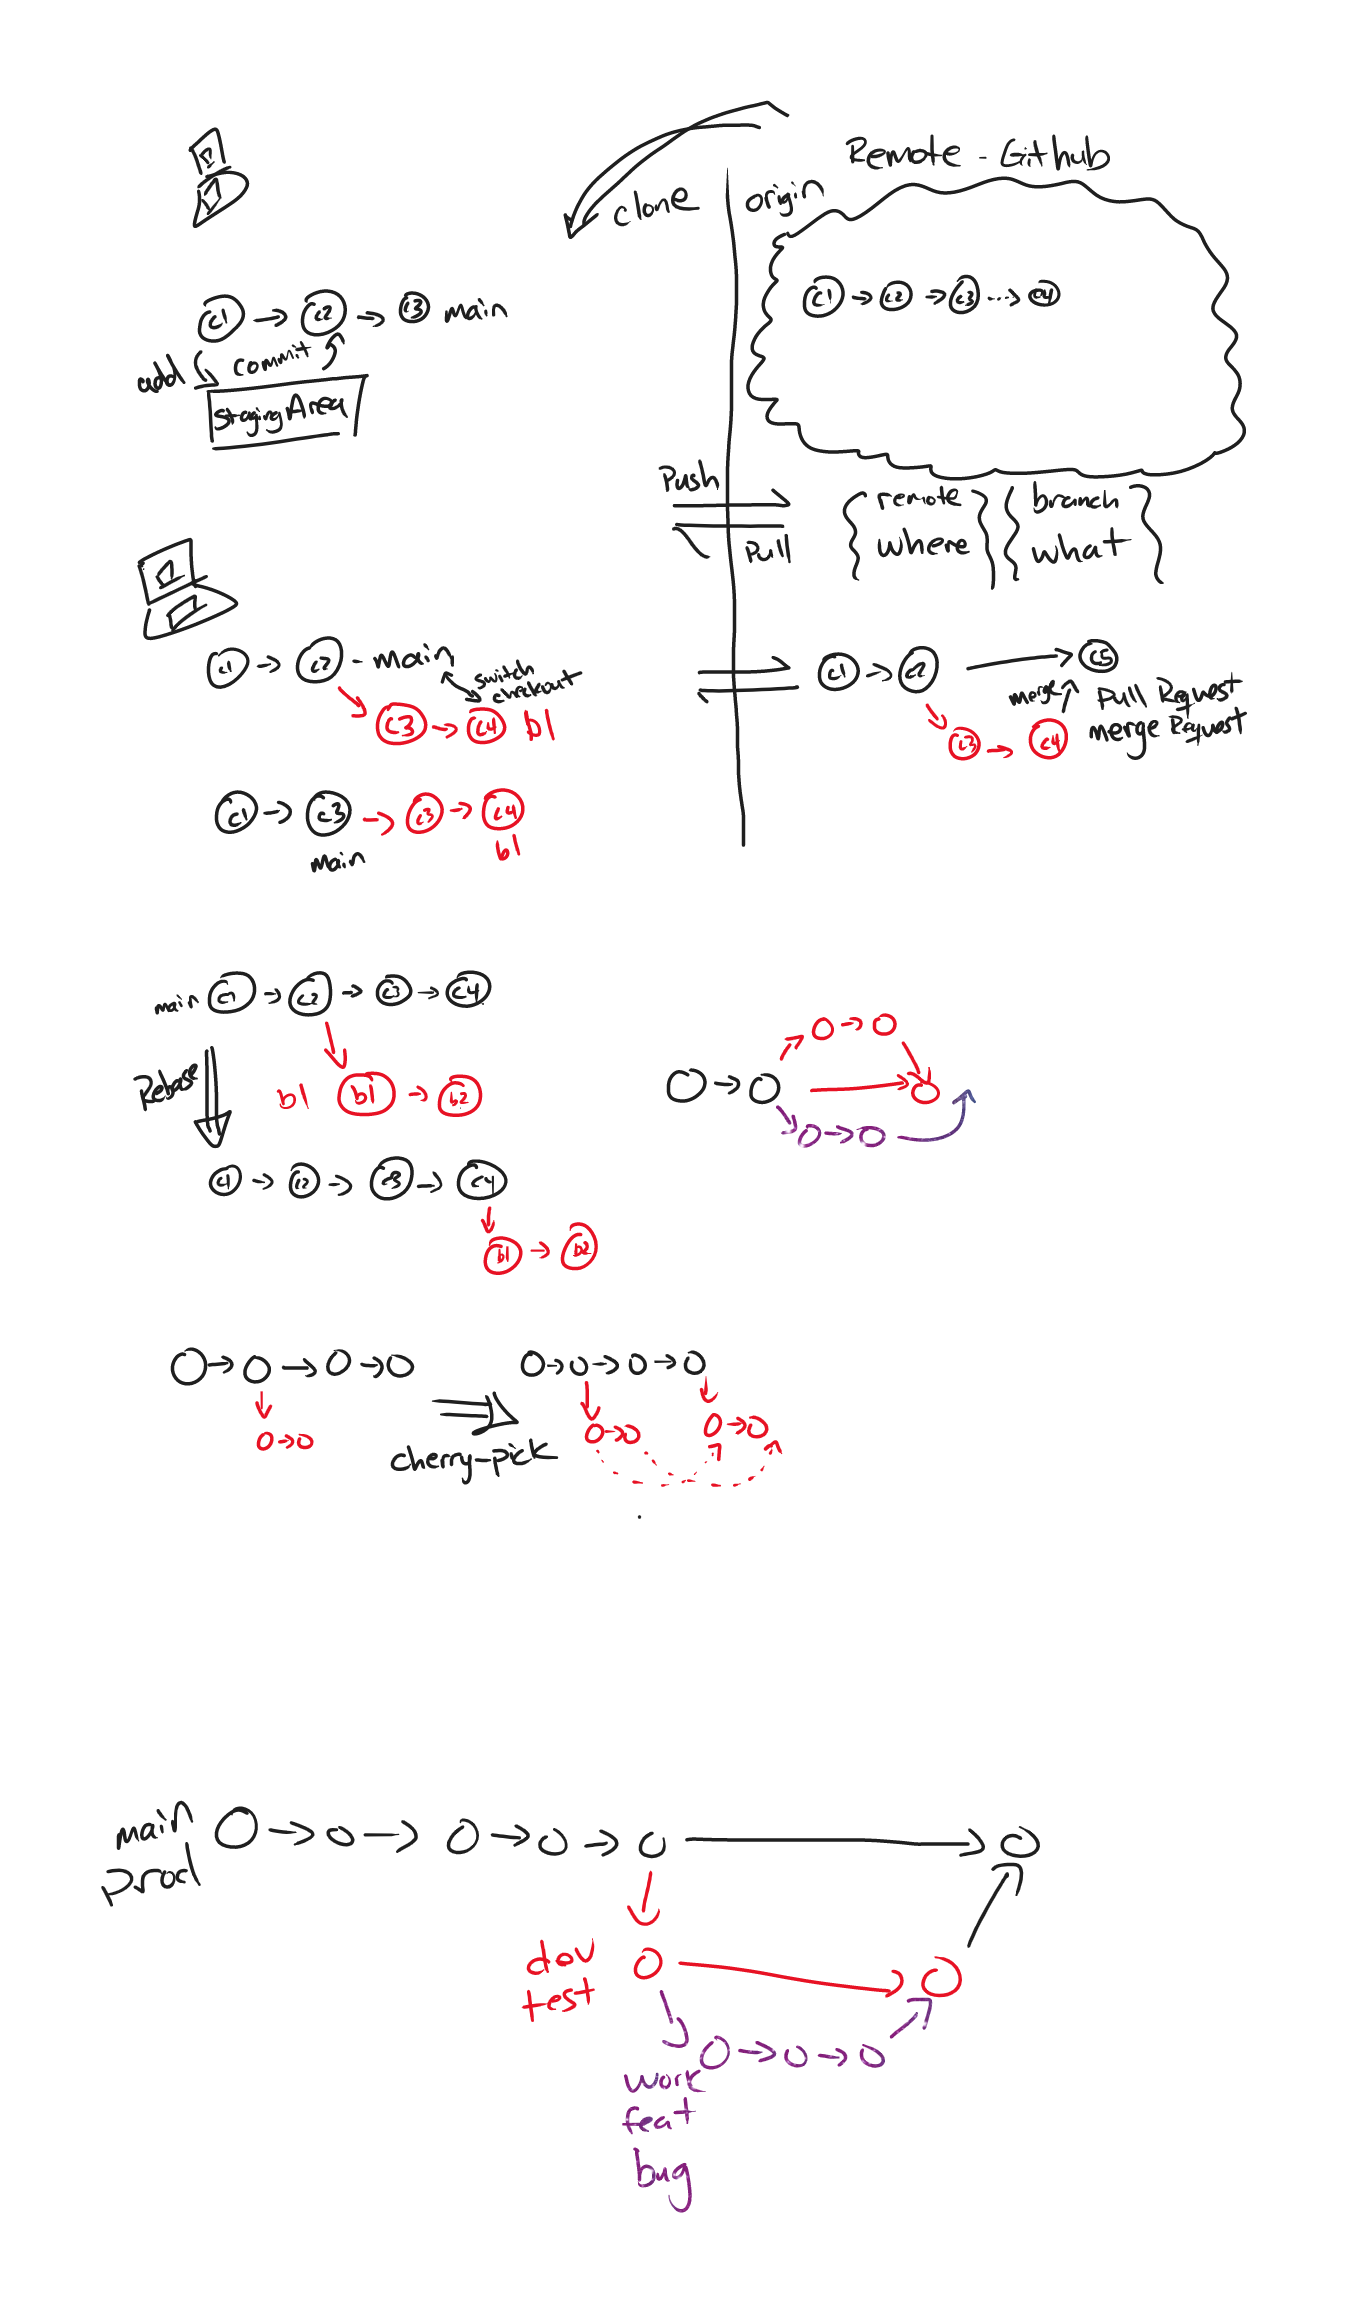 Remote - Github
clone
origin
c1 c2 c3 main
c1 c2 c3 c4
add commit
Staging Area
Push
Pull
remote branch
where what
c1 c2 - main
switch
checkout
c3 c4 b1
c1 c2 c5
merge Pull Request
merge Request
c3 c4
c1 c3 c3 c4
main b1
main c1 c2 c3 c4
Rebase
b1 b1 b2
c1 c2 c3 c4
b1 b2
cherry-pick
main
prod
dev
test
work
feat
bug